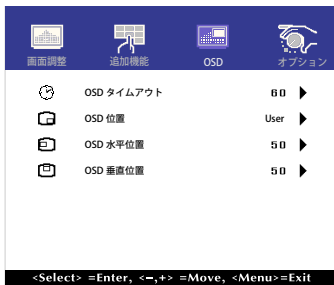 画面調整 追加機能 OSD オプション
OSD タイムアウト 60
OSD 位置 User
OSD 水平位置 50
OSD 垂直位置 50
<Select> =Enter, <−,+> =Move, <Menu>=Exit